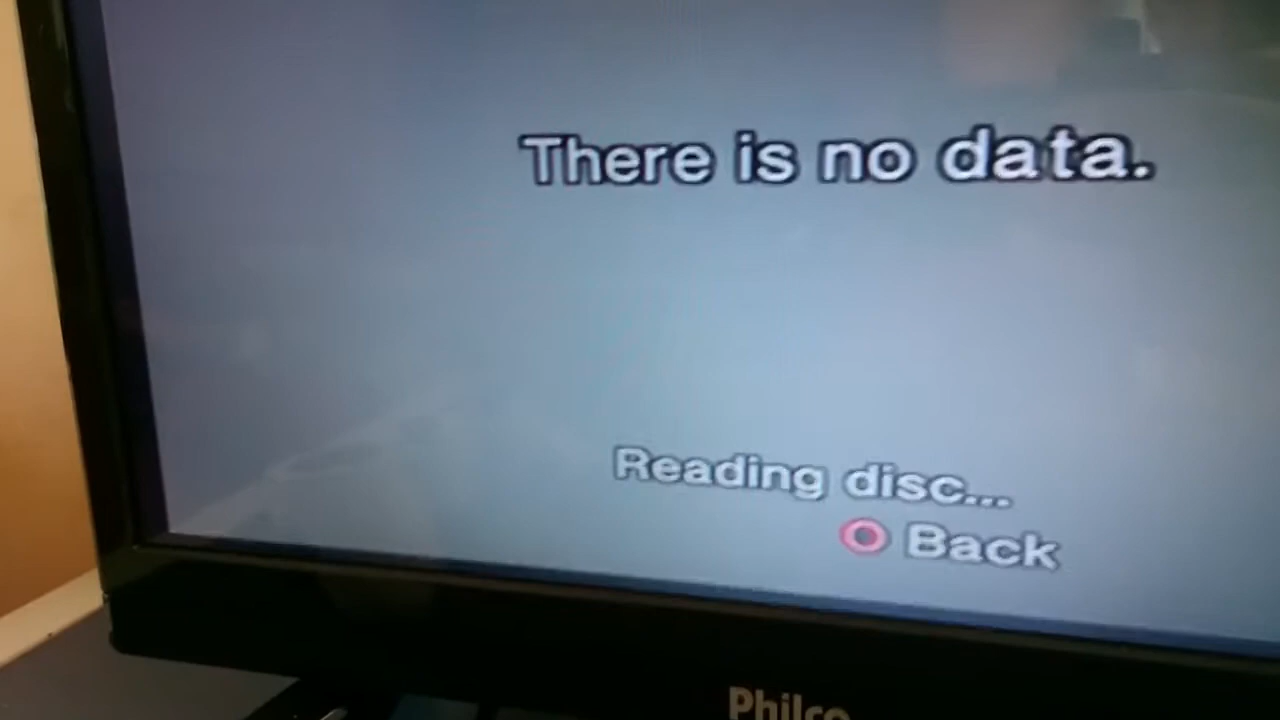 There is no data.
Reading disc...
Back
Philco